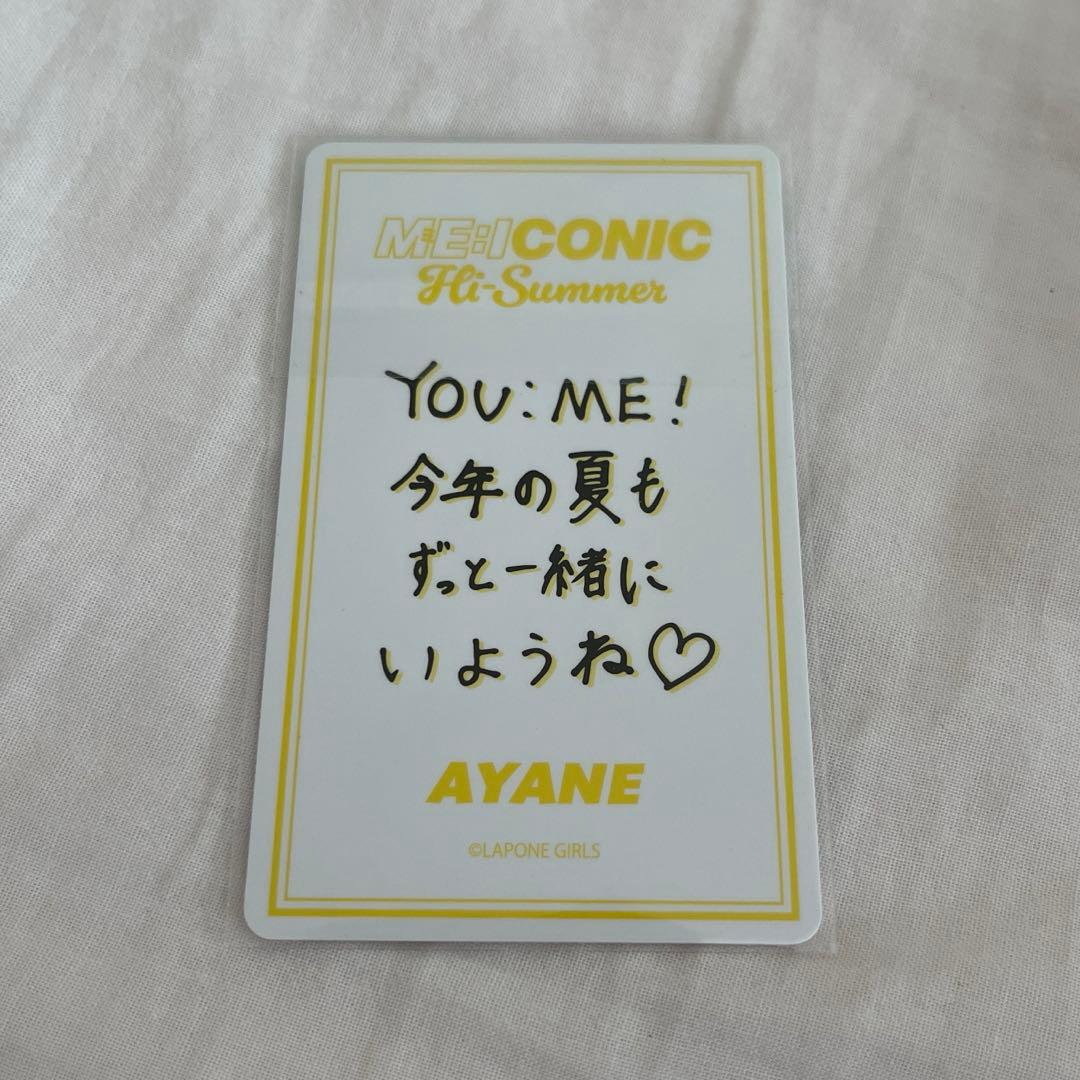 ME:ICONIC
Hi-Summer
YOU:ME!
今年の夏も
ずっと一緒に
いようね♡
AYANE
©LAPONE GIRLS